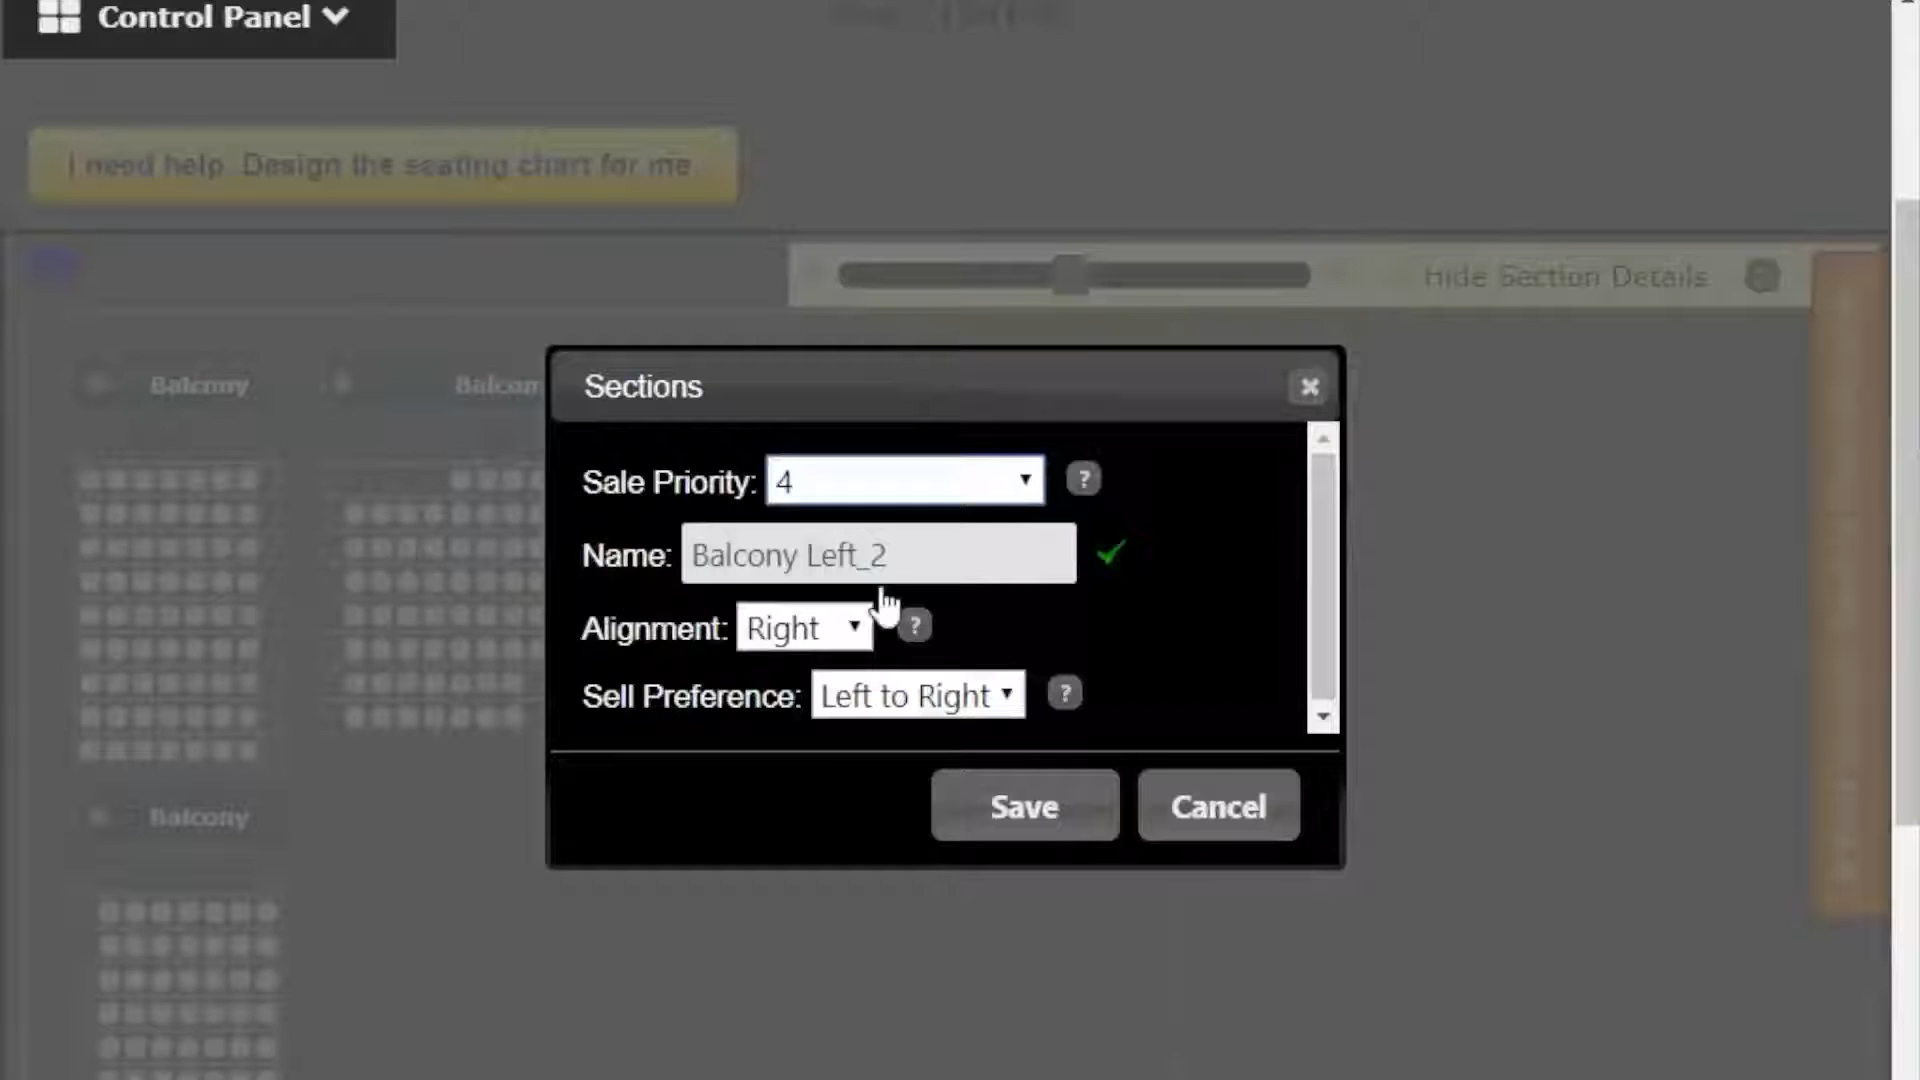 Control Panel
I need help. Design the seating chart for me.
Hide Section Details
Balcony
Balcon
Sections
Sale Priority: 4 ?
Name: Balcony Left_2
Alignment: Right ?
Sell Preference: Left to Right ?
Save Cancel
Balcony